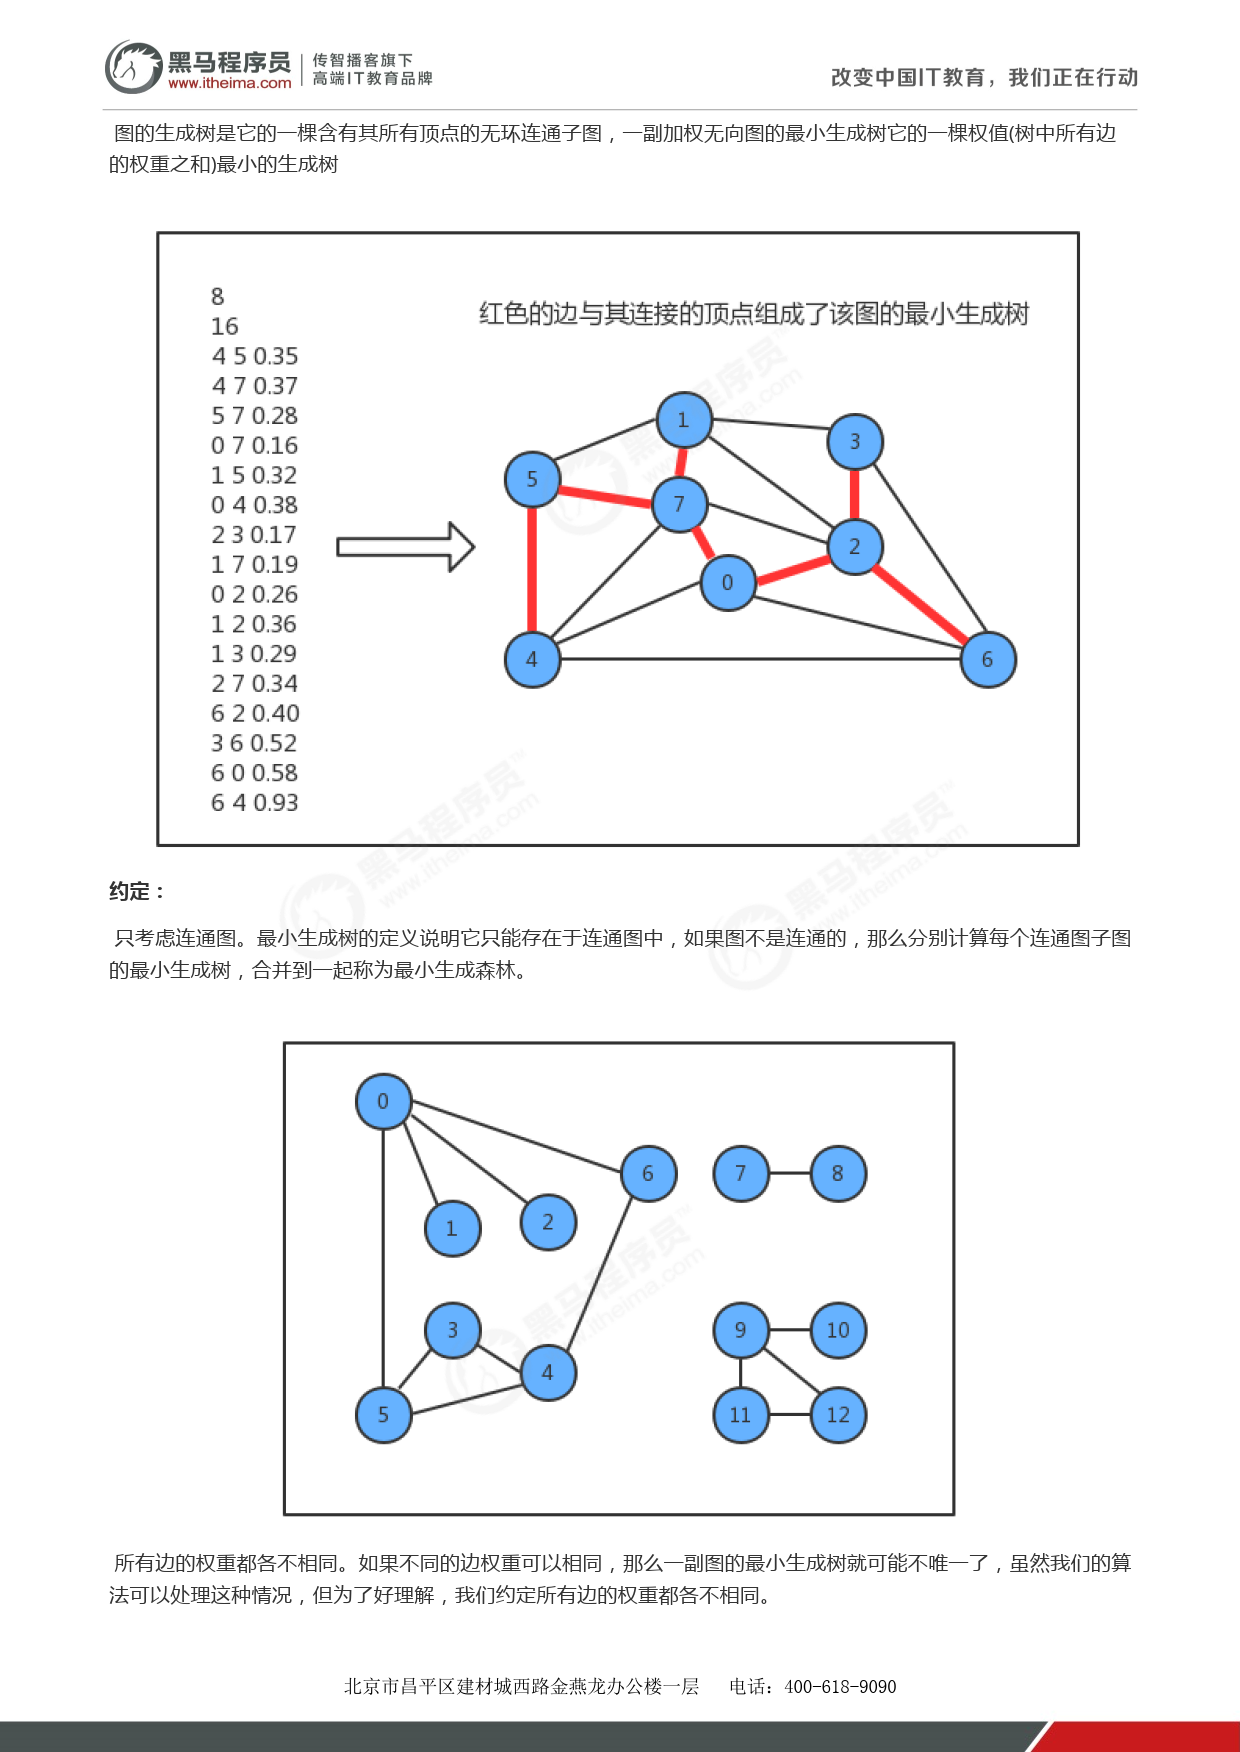 黑马程序员
www.itheima.com
传智播客旗下
高端IT教育品牌
改变中国IT教育，我们正在行动
图的生成树是它的一棵含有其所有顶点的无环连通子图，一副加权无向图的最小生成树它的一棵权值(树中所有边
的权重之和)最小的生成树
8
16
4 5 0.35
4 7 0.37
5 7 0.28
0 7 0.16
1 5 0.32
0 4 0.38
2 3 0.17
1 7 0.19
0 2 0.26
1 2 0.36
1 3 0.29
2 7 0.34
6 2 0.40
3 6 0.52
6 0 0.58
6 4 0.93
红色的边与其连接的顶点组成了该图的最小生成树
1
3
5
7
2
0
4
6
约定：
只考虑连通图。最小生成树的定义说明它只能存在于连通图中，如果图不是连通的，那么分别计算每个连通图子图
的最小生成树，合并到一起称为最小生成森林。
0
6
7
8
1
2
3
9
10
4
5
11
12
所有边的权重都各不相同。如果不同的边权重可以相同，那么一副图的最小生成树就可能不唯一了，虽然我们的算
法可以处理这种情况，但为了好理解，我们约定所有边的权重都各不相同。
北京市昌平区建材城西路金燕龙办公楼一层 电话：400-618-9090